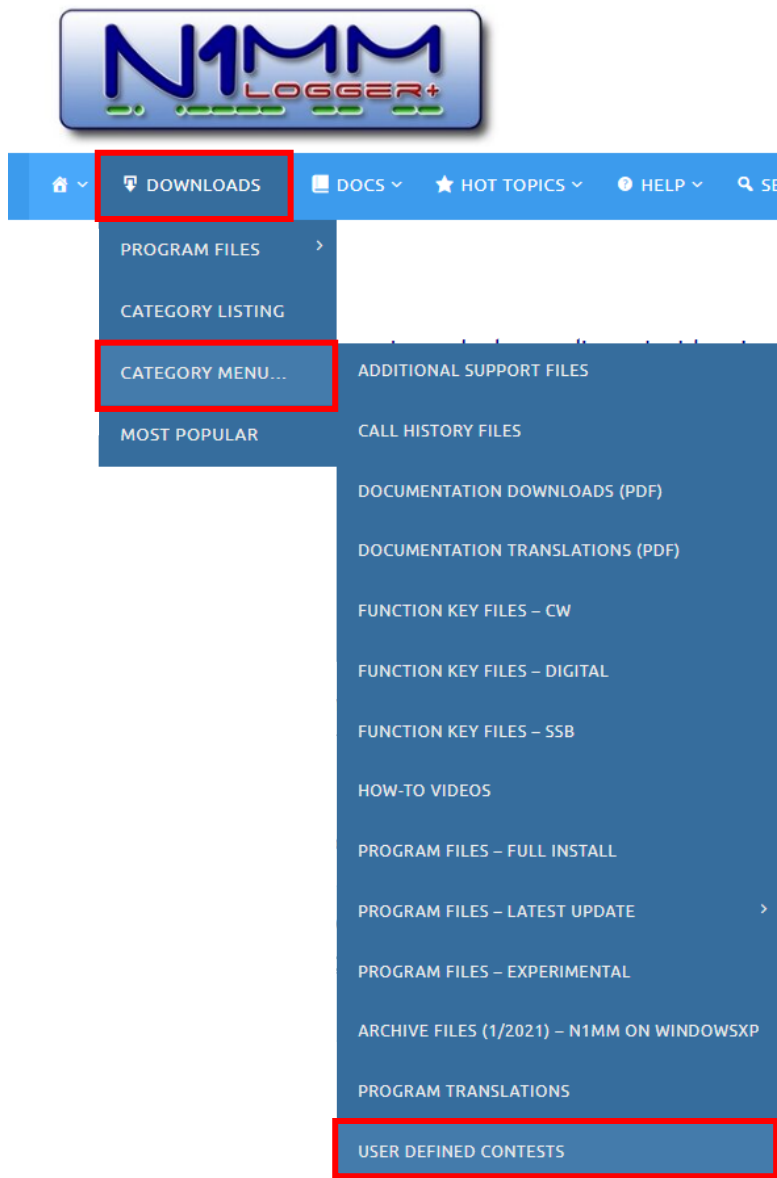 N1MM
LOGGER+
DOWNLOADS
DOCS
HOT TOPICS
HELP
PROGRAM FILES
CATEGORY LISTING
CATEGORY MENU...
MOST POPULAR
ADDITIONAL SUPPORT FILES
CALL HISTORY FILES
DOCUMENTATION DOWNLOADS (PDF)
DOCUMENTATION TRANSLATIONS (PDF)
FUNCTION KEY FILES – CW
FUNCTION KEY FILES – DIGITAL
FUNCTION KEY FILES – SSB
HOW-TO VIDEOS
PROGRAM FILES – FULL INSTALL
PROGRAM FILES – LATEST UPDATE
PROGRAM FILES – EXPERIMENTAL
ARCHIVE FILES (1/2021) – N1MM ON WINDOWSXP
PROGRAM TRANSLATIONS
USER DEFINED CONTESTS